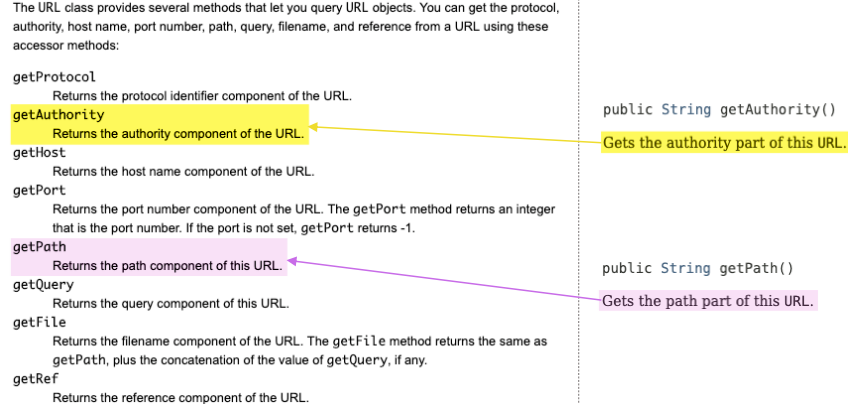 The URL class provides several methods that let you query URL objects. You can get the protocol,
authority, host name, port number, path, query, filename, and reference from a URL using these
accessor methods:
getProtocol
Returns the protocol identifier component of the URL.
getAuthority
Returns the authority component of the URL.
getHost
Returns the host name component of the URL.
getPort
Returns the port number component of the URL. The getPort method returns an integer
that is the port number. If the port is not set, getPort returns -1.
getPath
Returns the path component of this URL.
getQuery
Returns the query component of this URL.
getFile
Returns the filename component of the URL. The getFile method returns the same as
getPath, plus the concatenation of the value of getQuery, if any.
getRef
Returns the reference component of the URL.
public String getAuthority()
Gets the authority part of this URL.
public String getPath()
Gets the path part of this URL.